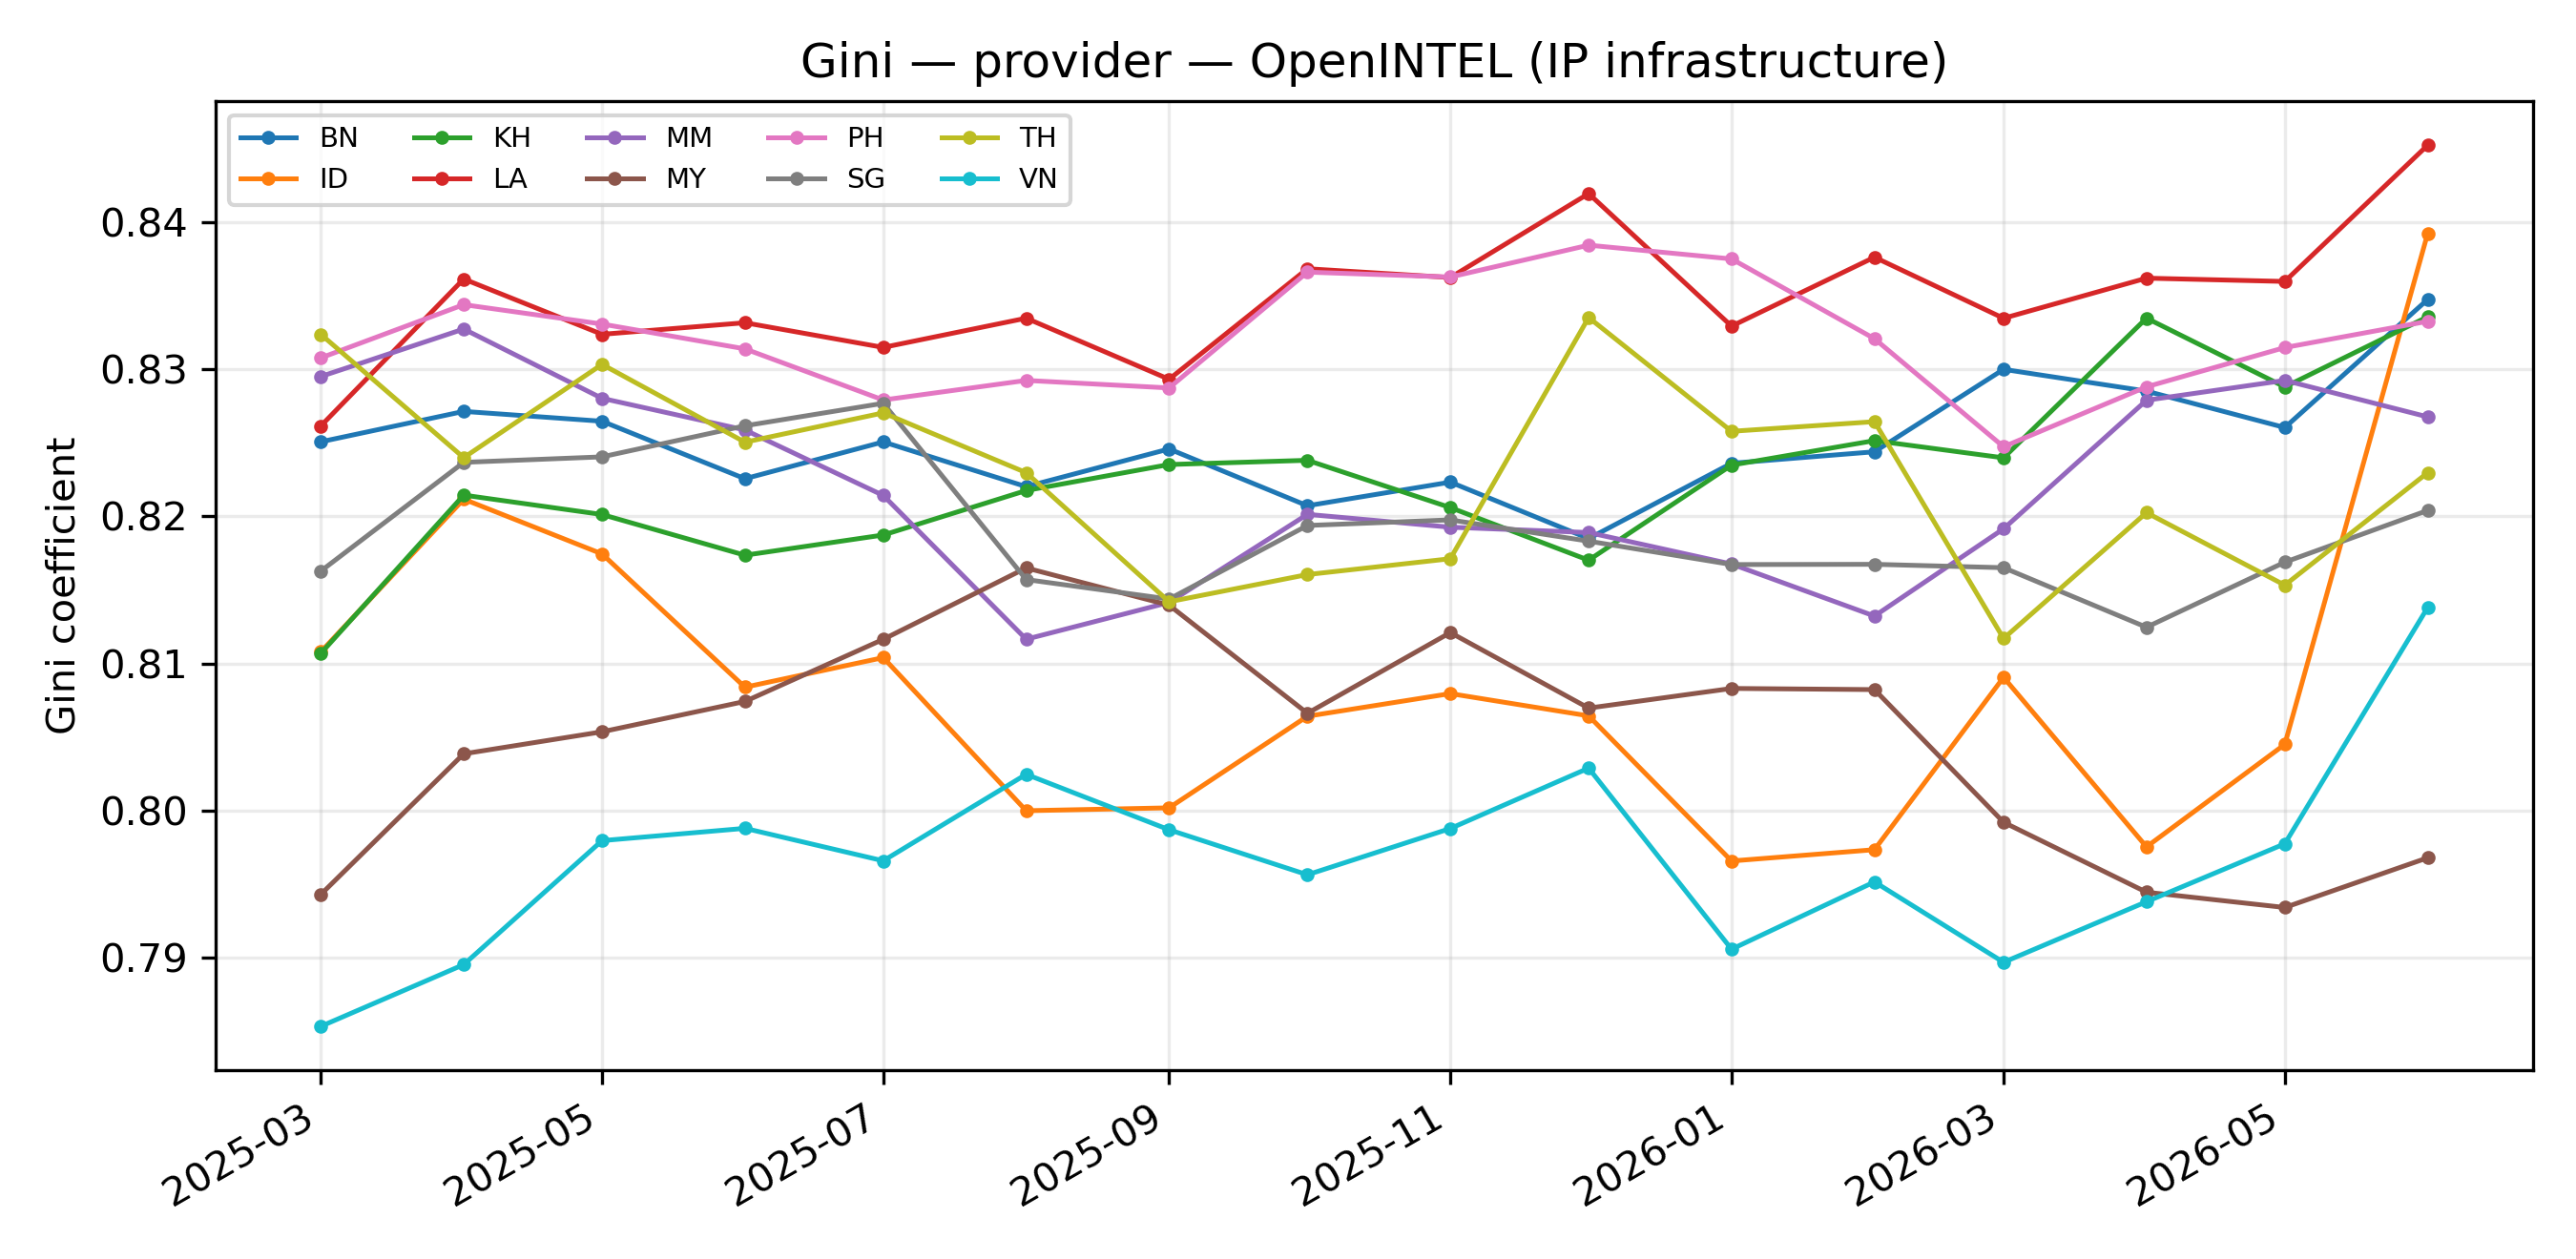 Gini — provider — OpenINTEL (IP infrastructure)
BN KH MM PH TH
ID LA MY SG VN
Gini coefficient
0.84
0.83
0.82
0.81
0.80
0.79
2025-03 2025-05 2025-07 2025-09 2025-11 2026-01 2026-03 2026-05